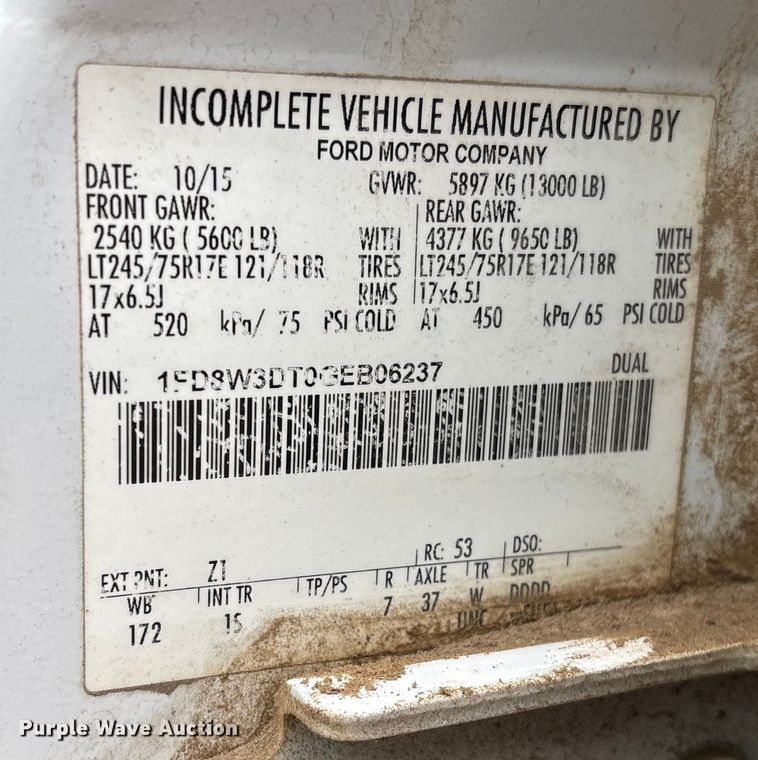 INCOMPLETE VEHICLE MANUFACTURED BY
FORD MOTOR COMPANY
DATE: 10/15 GVWR: 5897 KG (13000 LB)
FRONT GAWR: REAR GAWR:
2540 KG ( 5600 LB) WITH 4377 KG ( 9650 LB) WITH
LT245/75R17E 121/118R TIRES LT245/75R17E 121/118R TIRES
17x6.5J RIMS 17x6.5J RIMS
AT 520 kPa/ 75 PSI COLD AT 450 kPa/ 65 PSI COLD
VIN: 1FD8W3DT0GEB06237 DUAL
RC: 53 DSO:
EXT PNT: Z1
WB INT TR TP/PS R AXLE TR SPR
172 1S 7 37 W DDDD
Purple Wave Auction